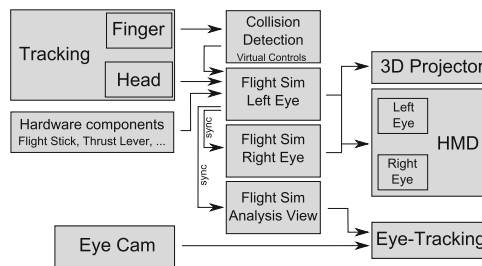 Tracking
Finger
Head
Hardware components
Flight Stick, Thrust Lever, ...
Eye Cam
Collision
Detection
Virtual Controls
Flight Sim
Left Eye
sync
Flight Sim
Right Eye
sync
Flight Sim
Analysis View
3D Projector
Left
Eye
HMD
Right
Eye
Eye-Tracking